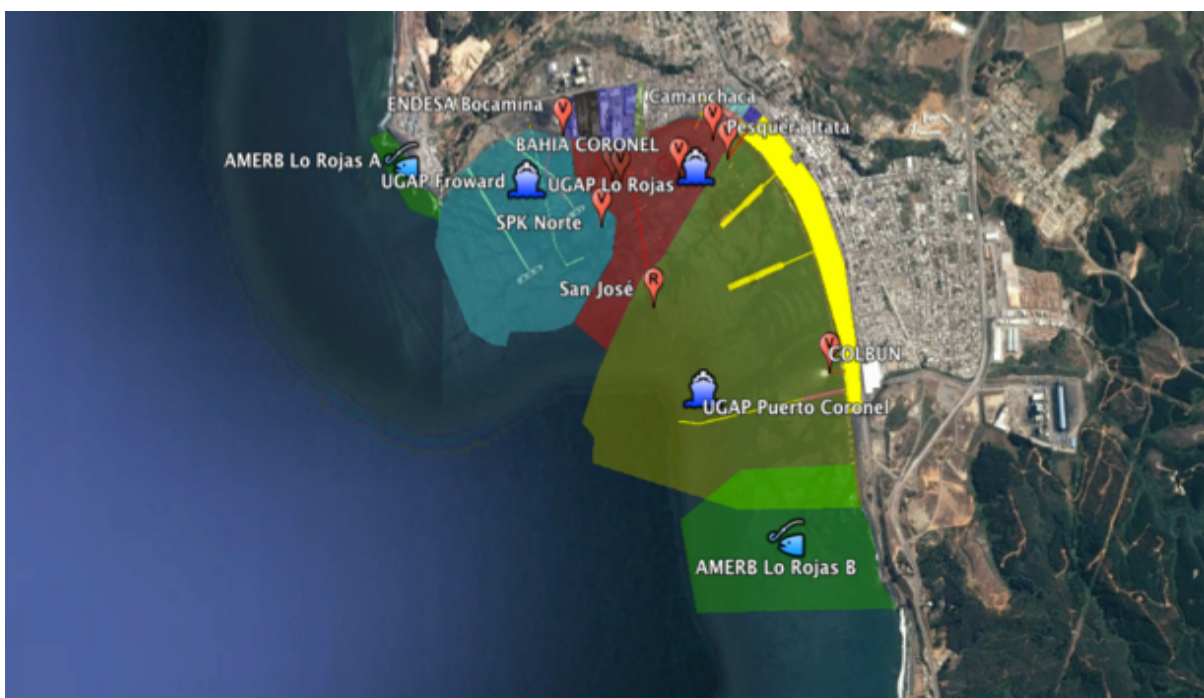 ENDESA Bocamina
Camanchaca
Pesquera Itata
BAHIA CORONEL
AMERB Lo Rojas A
UGAP Froward
UGAP Lo Rojas
SPK Norte
San José
COLBUN
UGAP Puerto Coronel
AMERB Lo Rojas B
V
V
V
V
V
V
R
V